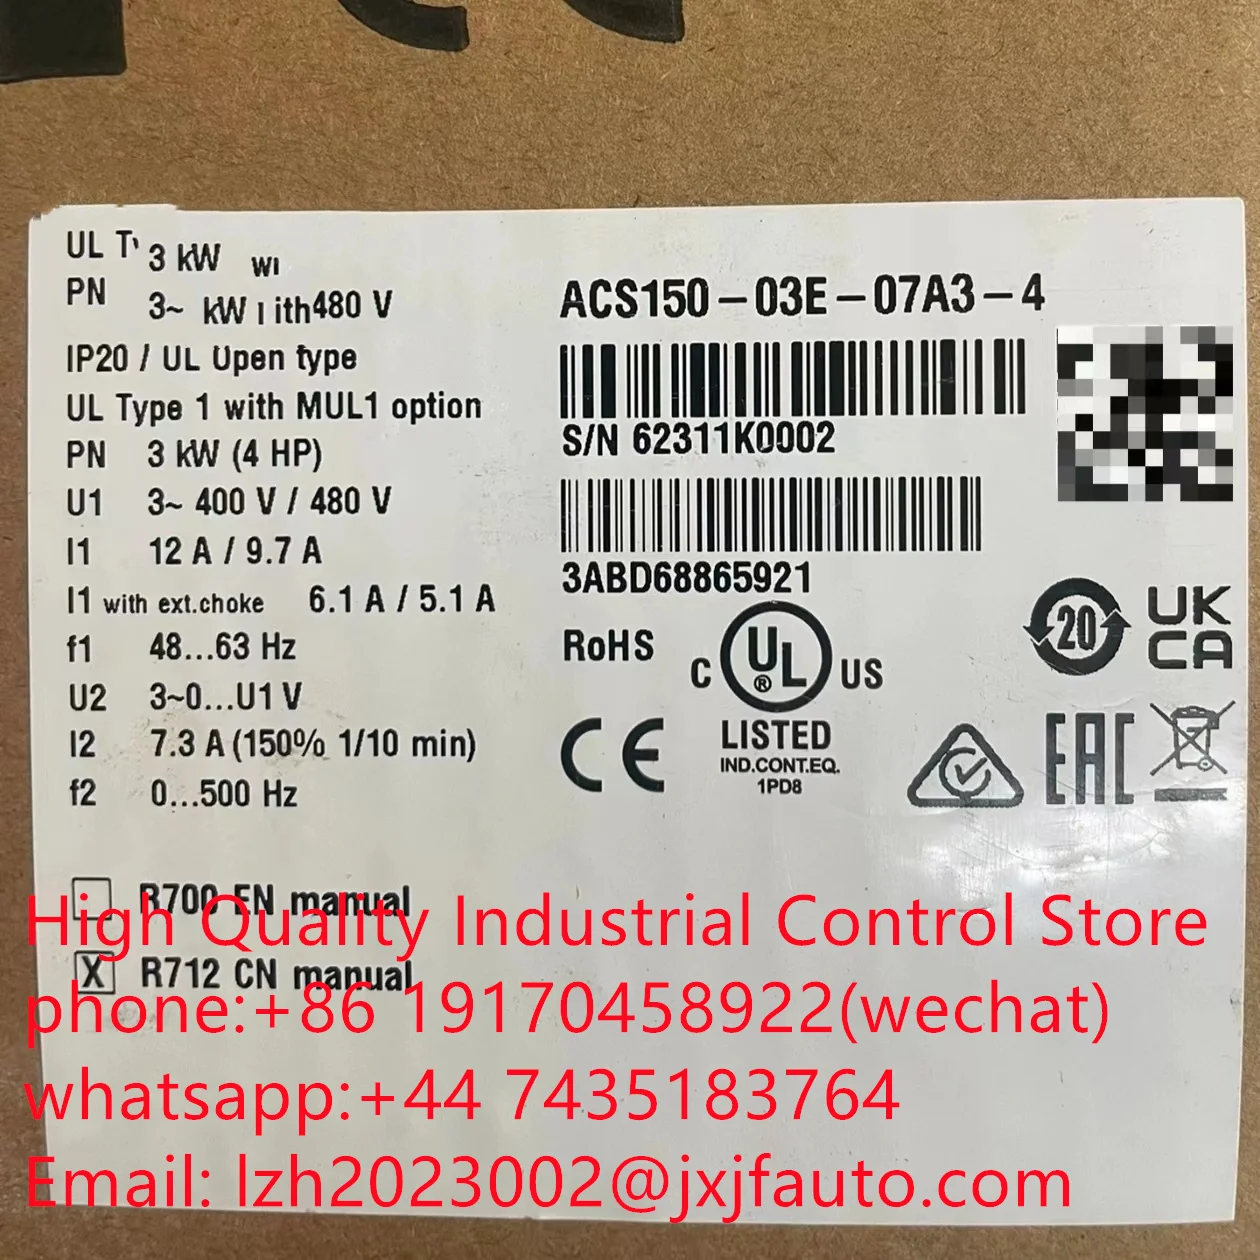 UL T
3 kW
PN
3~ kW ith480 V
IP20 / UL Upen type
UL Type 1 with MUL1 option
PN 3 kW (4 HP)
U1 3~ 400 V / 480 V
I1 12 A / 9.7 A
I1 with ext.choke 6.1 A / 5.1 A
f1 48...63 Hz
U2 3~0...U1 V
I2 7.3 A (150% 1/10 min)
f2 0...500 Hz
R700 EN manual
X R712 CN manual
ACS150-03E-07A3-4
S/N 62311K0002
3ABD68865921
RoHS
C UL ® US
LISTED
IND.CONT.EQ.
1PD8
CE
20
UK
CA
EAC
High Quality Industrial Control Store
phone:+86 19170458922(wechat)
whatsapp:+44 7435183764
Email: lzh2023002@jxjfauto.com